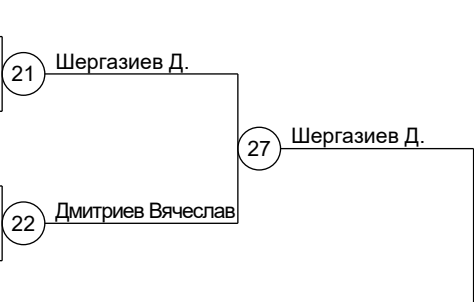 21 Шергазиев Д.
27 Шергазиев Д.
22 Дмитриев Вячеслав